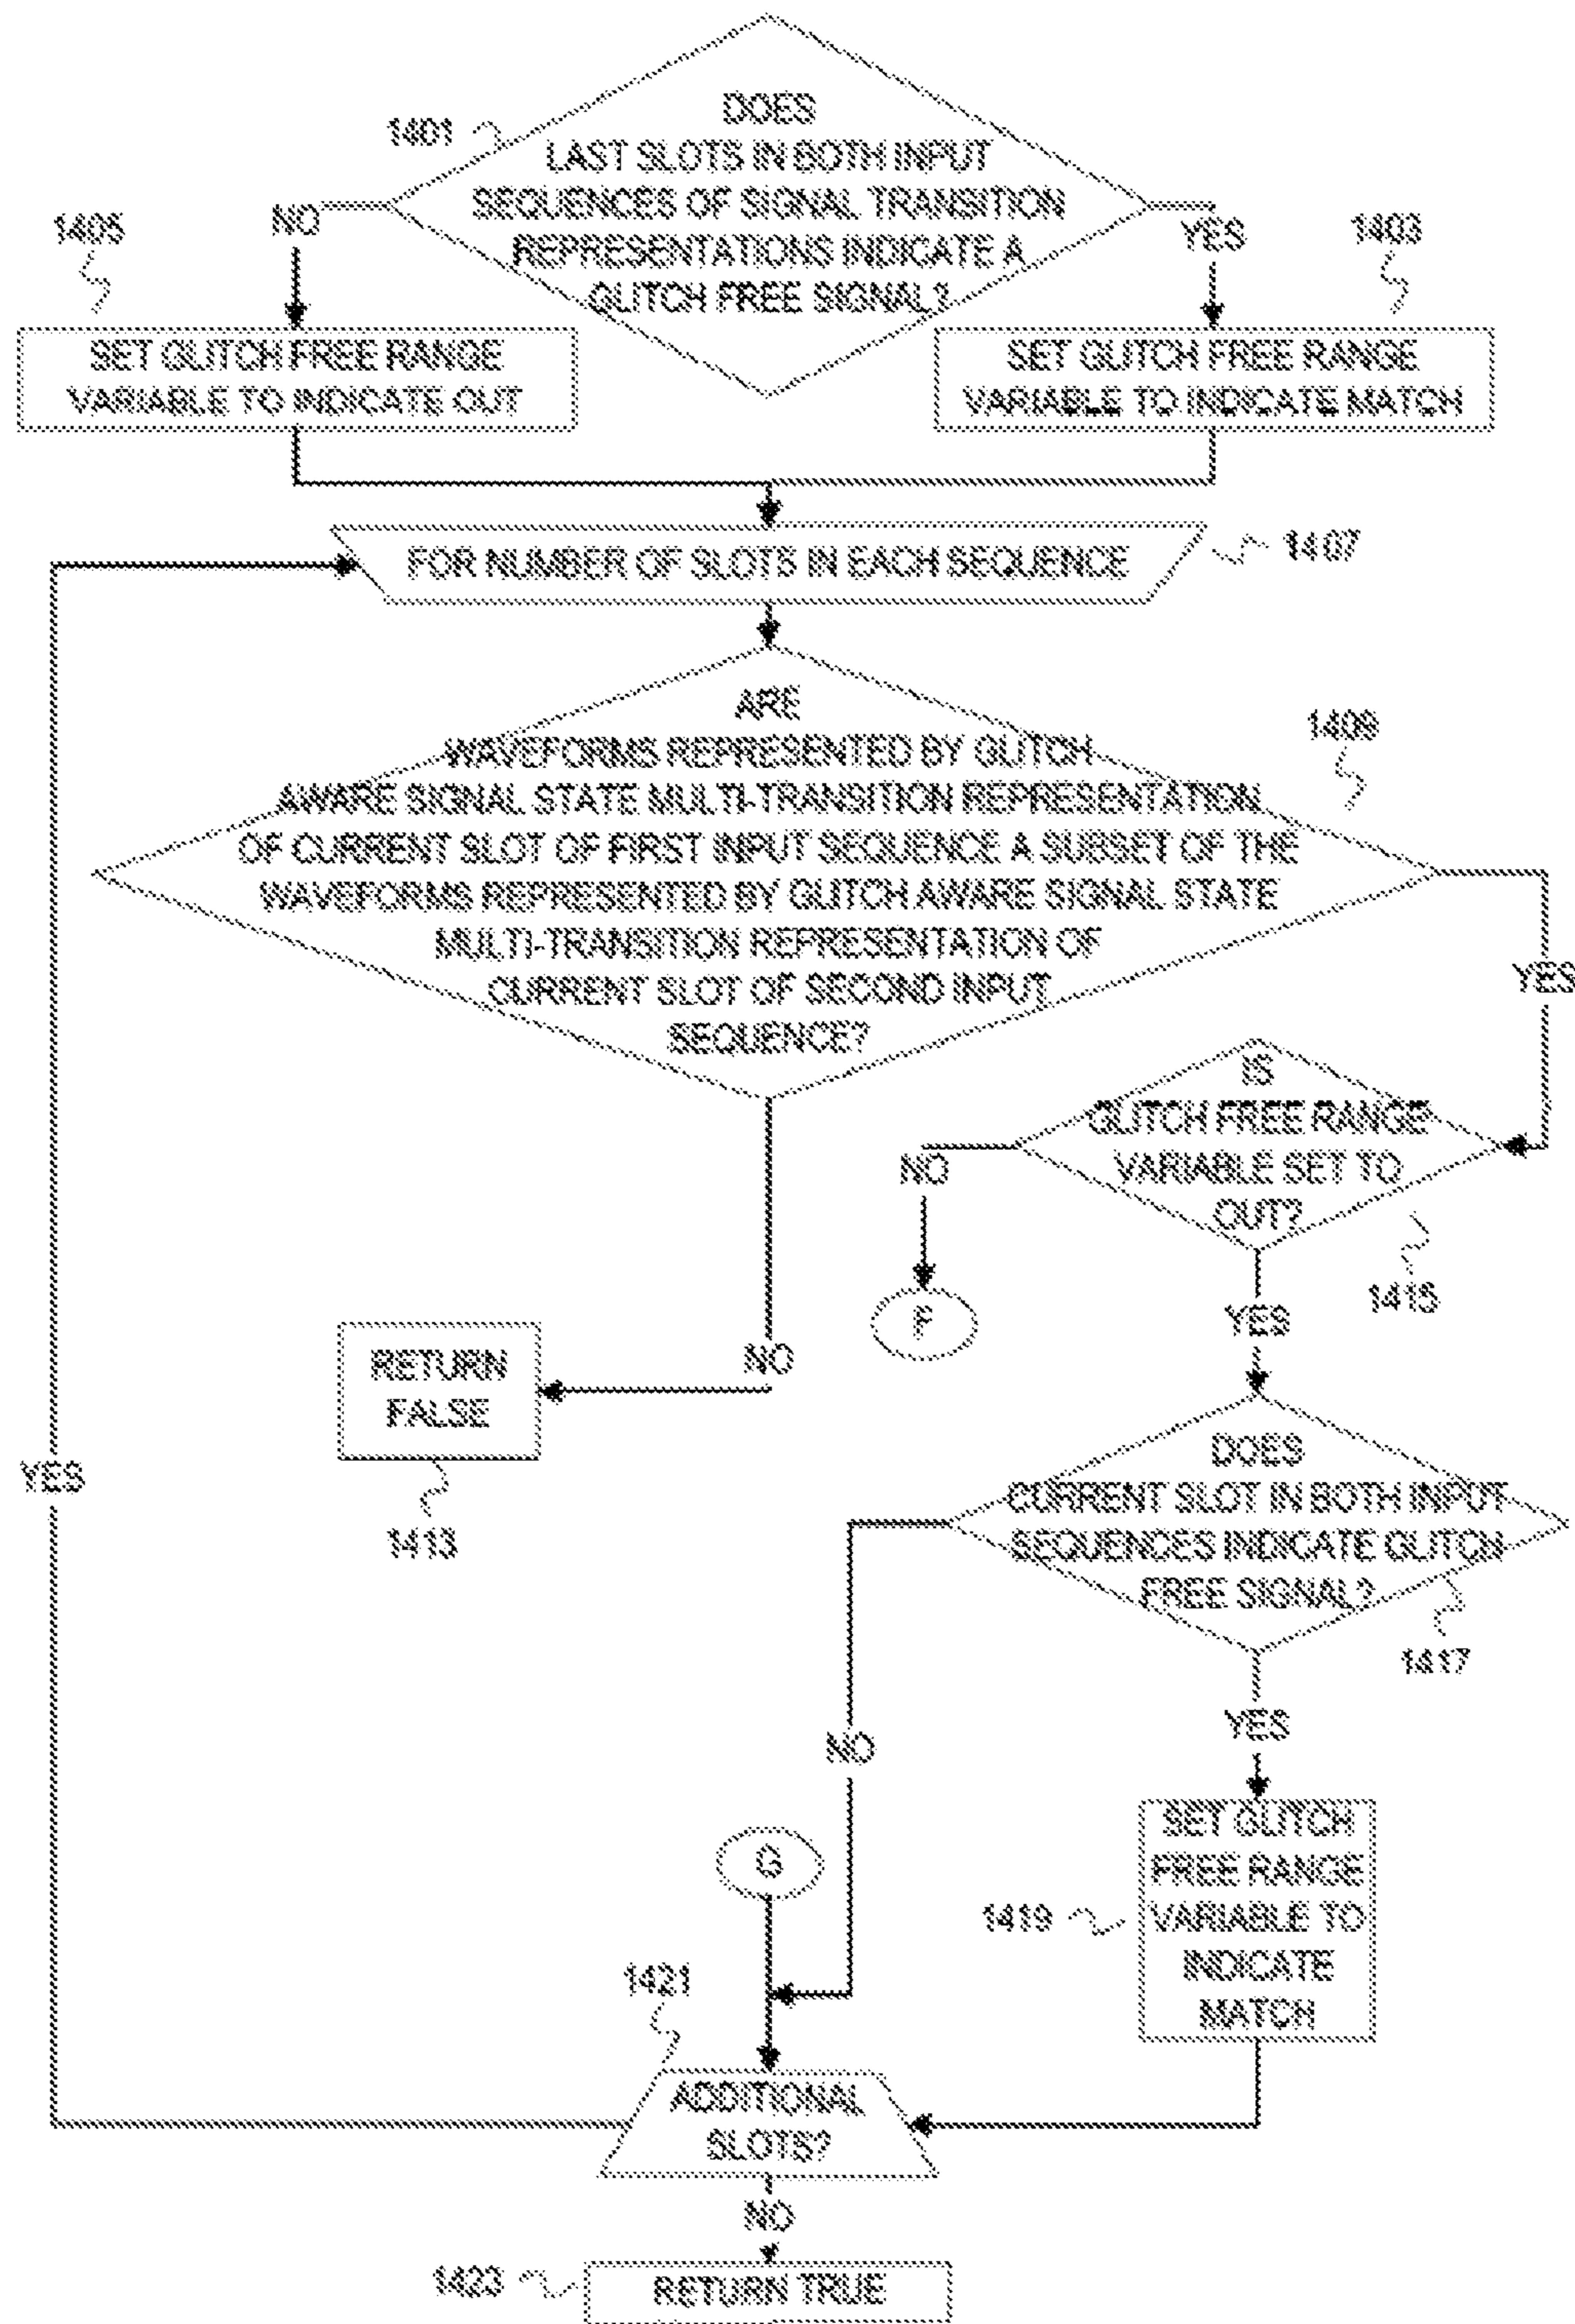 1401
DOES
LAST SLOTS IN BOTH INPUT
SEQUENCES OF SIGNAL TRANSITION
REPRESENTATIONS INDICATE A
GLITCH FREE SIGNAL?
NO
YES
1405
1403
SET GLITCH FREE RANGE
VARIABLE TO INDICATE OUT
SET GLITCH FREE RANGE
VARIABLE TO INDICATE MATCH
FOR NUMBER OF SLOTS IN EACH SEQUENCE
1407
ARE
WAVEFORMS REPRESENTED BY GLITCH
AWARE SIGNAL STATE MULTI-TRANSITION REPRESENTATION
OF CURRENT SLOT OF FIRST INPUT SEQUENCE A SUBSET OF THE
WAVEFORMS REPRESENTED BY GLITCH AWARE SIGNAL STATE
MULTI-TRANSITION REPRESENTATION OF
CURRENT SLOT OF SECOND INPUT
SEQUENCE?
1409
YES
NO
RETURN
FALSE
1413
IS
GLITCH FREE RANGE
VARIABLE SET TO
OUT?
1415
NO
F
YES
DOES
CURRENT SLOT IN BOTH INPUT
SEQUENCES INDICATE GLITCH
FREE SIGNAL?
1417
YES
NO
YES
SET GLITCH
FREE RANGE
VARIABLE TO
INDICATE
MATCH
1419
G
1421
ADDITIONAL
SLOTS?
NO
1423
RETURN TRUE